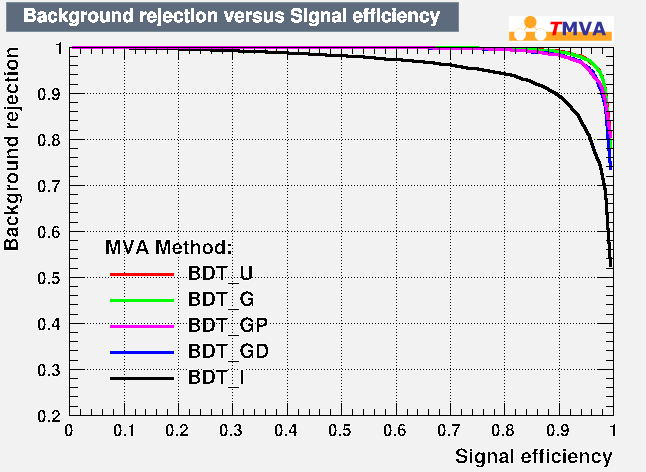 Background rejection versus Signal efficiency
TMVA
Background rejection
1
0.9
0.8
0.7
0.6
0.5
0.4
0.3
0.2
MVA Method:
BDT_U
BDT_G
BDT_GP
BDT_GD
BDT_I
0 0.1 0.2 0.3 0.4 0.5 0.6 0.7 0.8 0.9 1
Signal efficiency